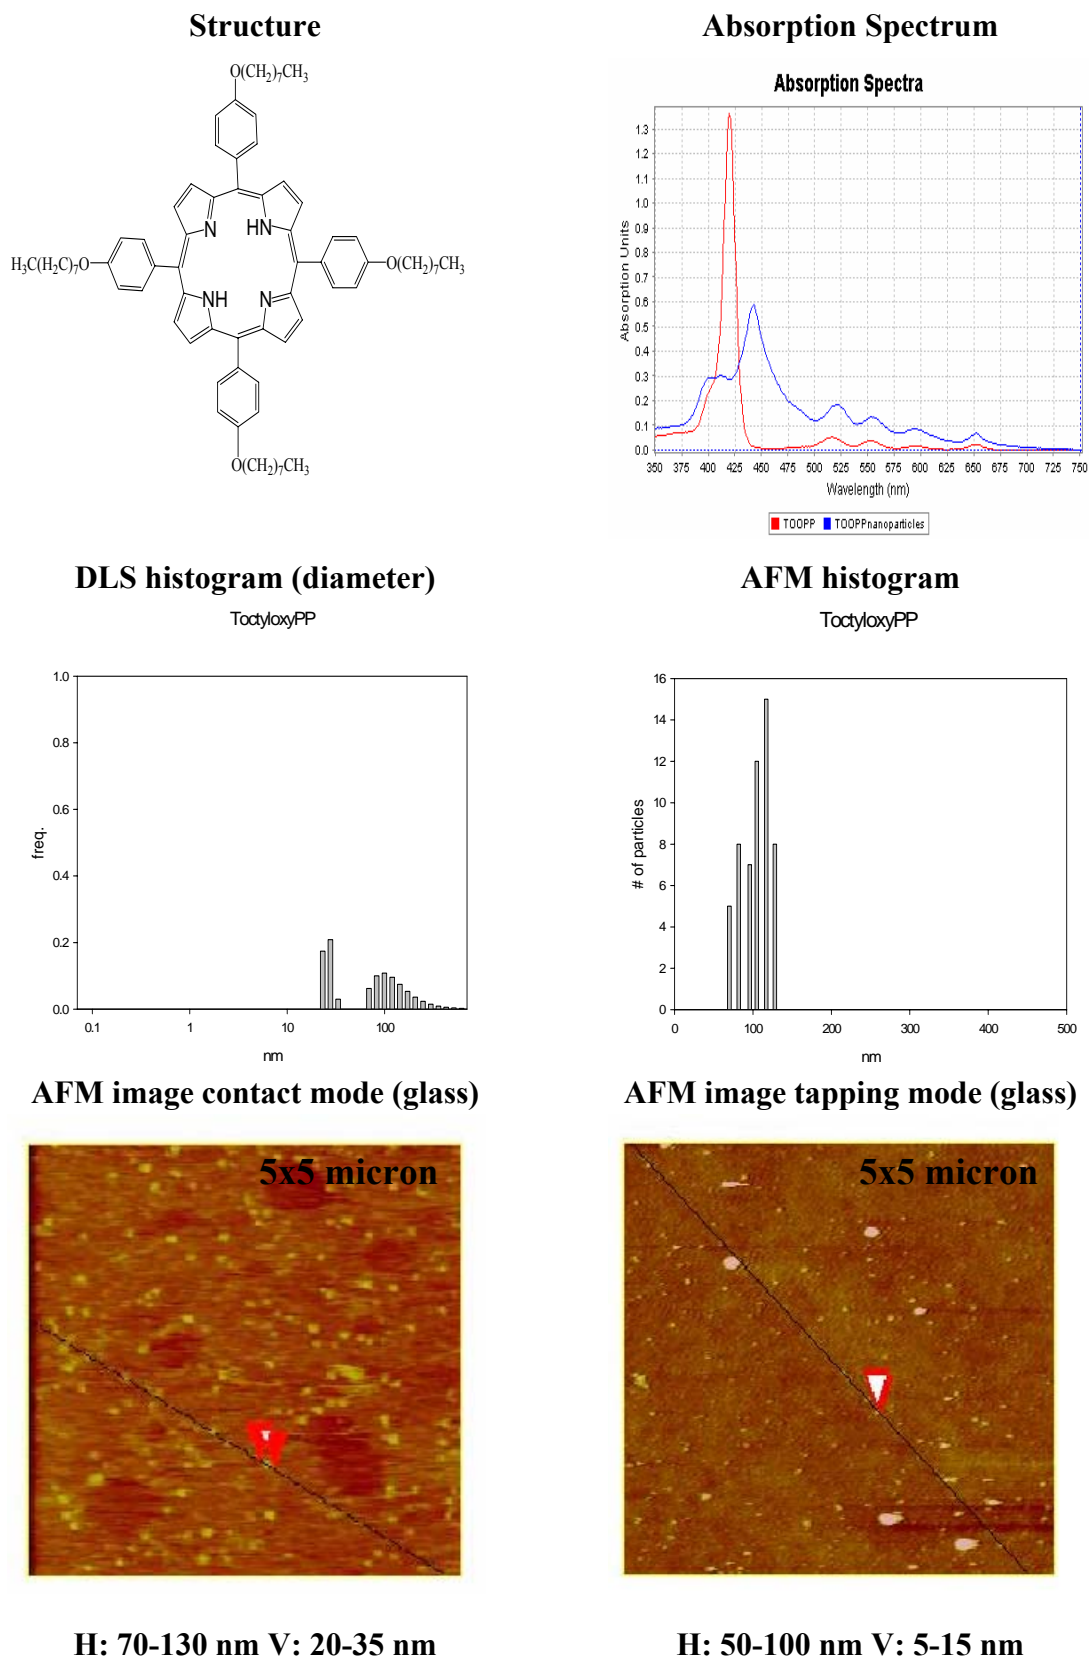 Structure
O(CH2)7CH3
N
HN
H3C(H2C)7O
O(CH2)7CH3
NH
N
O(CH2)7CH3
Absorption Spectrum
Absorption Spectra
Absorption Units
1.3
1.2
1.1
1.0
0.9
0.8
0.7
0.6
0.5
0.4
0.3
0.2
0.1
0.0
350 375 400 425 450 475 500 525 550 575 600 625 650 675 700 725 750
Wavelength (nm)
TOOPP TOOPPnanoparticles
DLS histogram (diameter)
ToctyloxyPP
freq.
1.0
0.8
0.6
0.4
0.2
0.0
0.1 1 10 100
nm
AFM histogram
ToctyloxyPP
# of particles
16
14
12
10
8
6
4
2
0
0 100 200 300 400 500
nm
AFM image contact mode (glass)
5x5 micron
H: 70-130 nm V: 20-35 nm
AFM image tapping mode (glass)
5x5 micron
H: 50-100 nm V: 5-15 nm